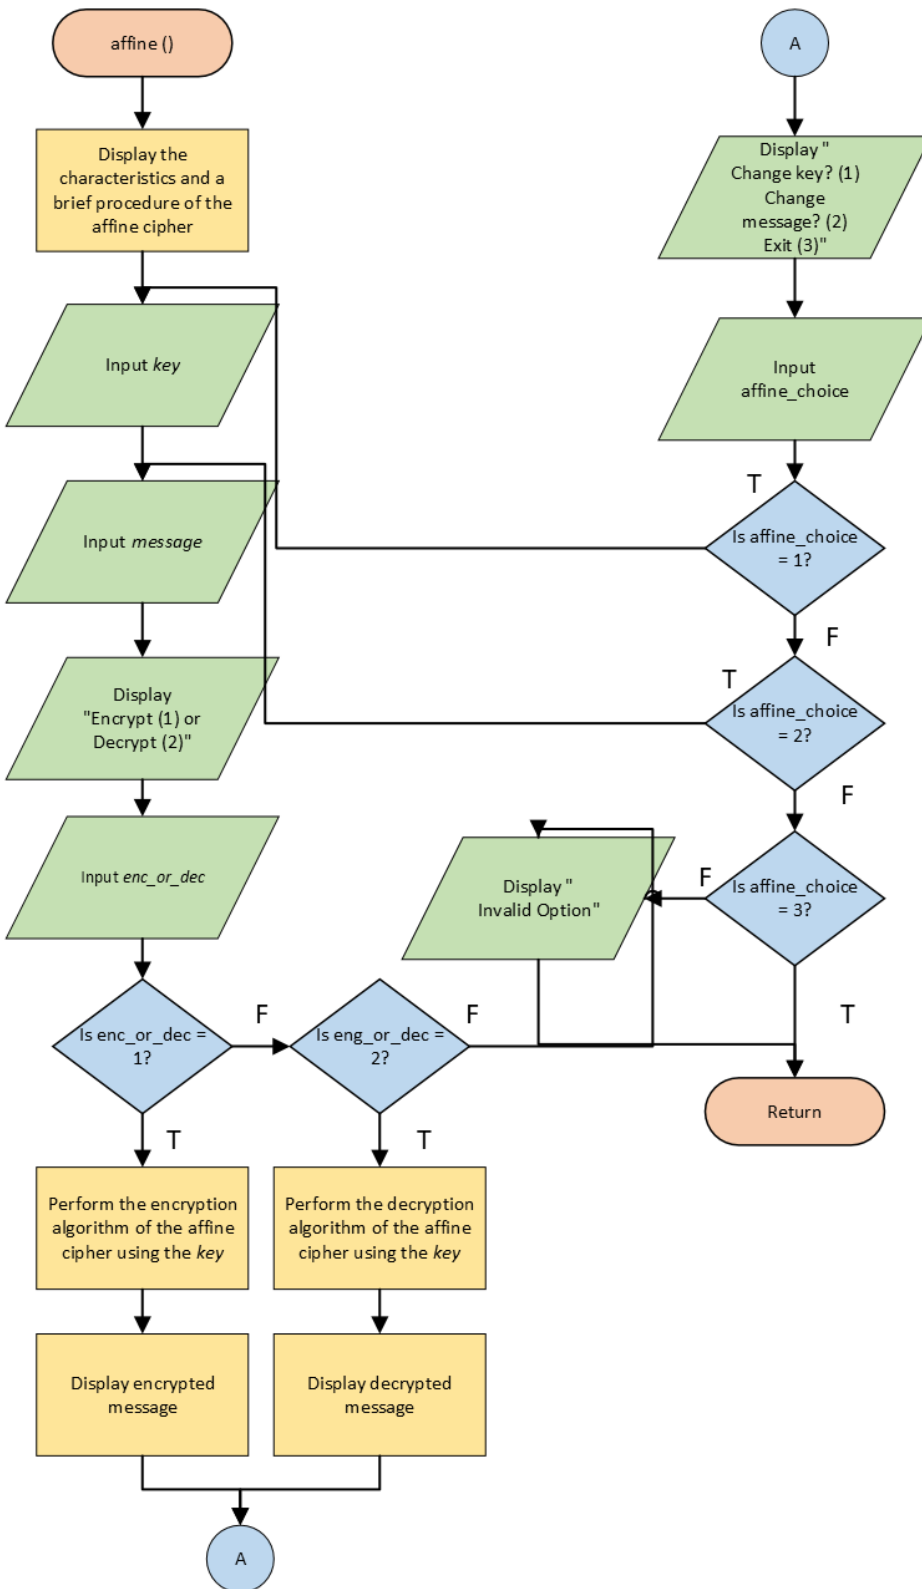 affine ()
Display the
characteristics and a
brief procedure of the
affine cipher
Input key
Input message
Display
"Encrypt (1) or
Decrypt (2)"
Input enc_or_dec
Is enc_or_dec =
1?
F
T
Is eng_or_dec =
2?
F
T
Perform the encryption
algorithm of the affine
cipher using the key
Perform the decryption
algorithm of the affine
cipher using the key
Display encrypted
message
Display decrypted
message
A
A
Display "
Change key? (1)
Change
message? (2)
Exit (3)"
Input
affine_choice
T
Is affine_choice
= 1?
F
T
Is affine_choice
= 2?
F
F
Is affine_choice
= 3?
T
Display "
Invalid Option"
Return